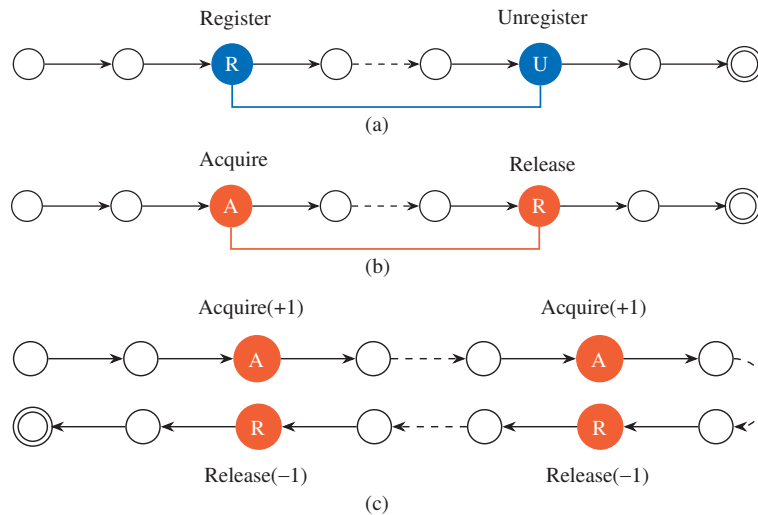 Register Unregister
R U
(a)
Acquire Release
A R
(b)
Acquire(+1) Acquire(+1)
A A
R R
Release(−1) Release(−1)
(c)